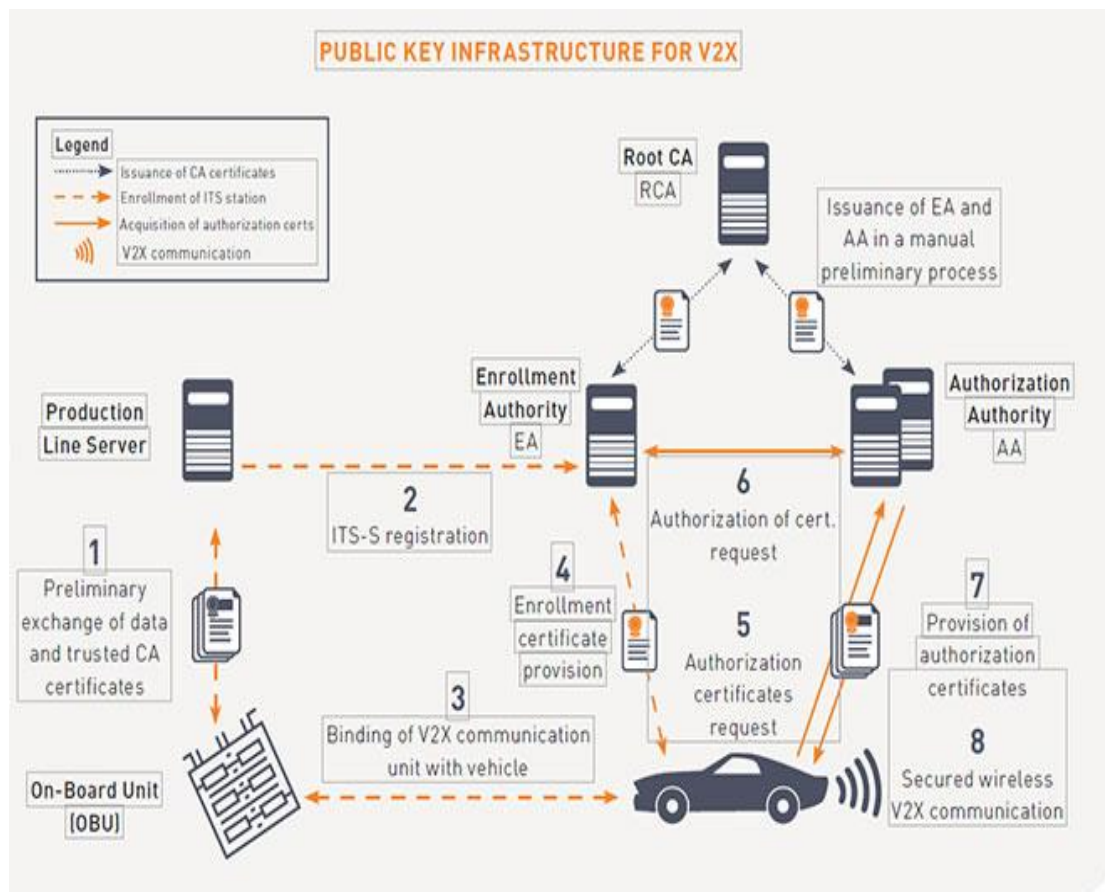 PUBLIC KEY INFRASTRUCTURE FOR V2X
Legend
Issuance of CA certificates
Enrollment of ITS station
Acquisition of authorization certs
V2X communication
Root CA
RCA
Issuance of EA and
AA in a manual
preliminary process
Production
Line Server
Enrollment
Authority
EA
Authorization
Authority
AA
1
Preliminary
exchange of data
and trusted CA
certificates
2
ITS-S registration
3
Binding of V2X communication
unit with vehicle
4
Enrollment
certificate
provision
6
Authorization of cert.
request
5
Authorization
certificates
request
7
Provision of
authorization
certificates
8
Secured wireless
V2X communication
On-Board Unit
(OBU)